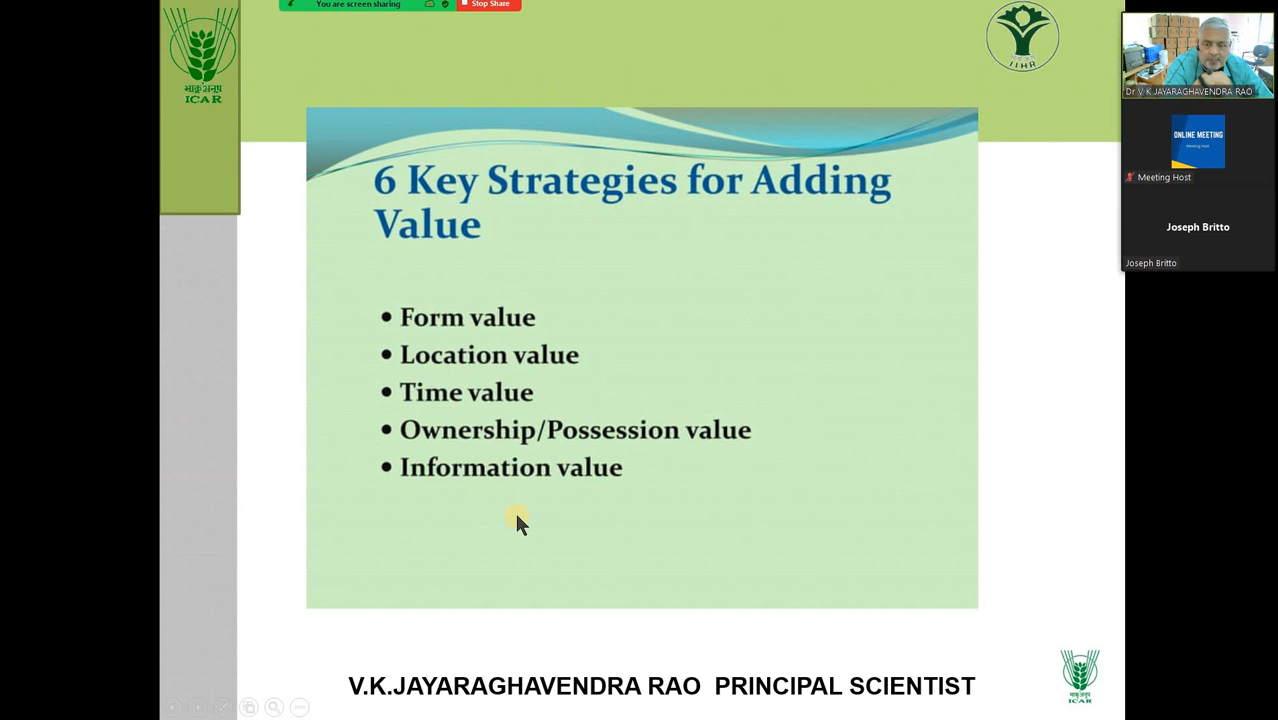 You are screen sharing
Stop Share
भाकृअनुप
ICAR
IIHR
Dr V K JAYARAGHAVENDRA RAO
ONLINE MEETING
Meeting Host
Meeting Host
Joseph Britto
Joseph Britto
6 Key Strategies for Adding
Value
• Form value
• Location value
• Time value
• Ownership/Possession value
• Information value
V.K.JAYARAGHAVENDRA RAO PRINCIPAL SCIENTIST
ICAR